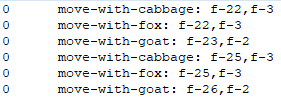 0 move-with-cabbage: f-22,f-3
0 move-with-fox: f-22,f-3
0 move-with-goat: f-23,f-2
0 move-with-cabbage: f-25,f-3
0 move-with-fox: f-25,f-3
0 move-with-goat: f-26,f-2